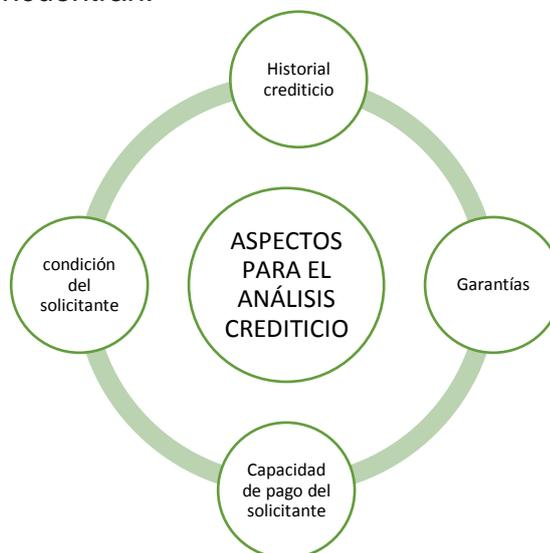 Historial
crediticio
condición
del
solicitante
ASPECTOS
PARA EL
ANÁLISIS
CREDITICIO
Garantías
Capacidad
de pago del
solicitante